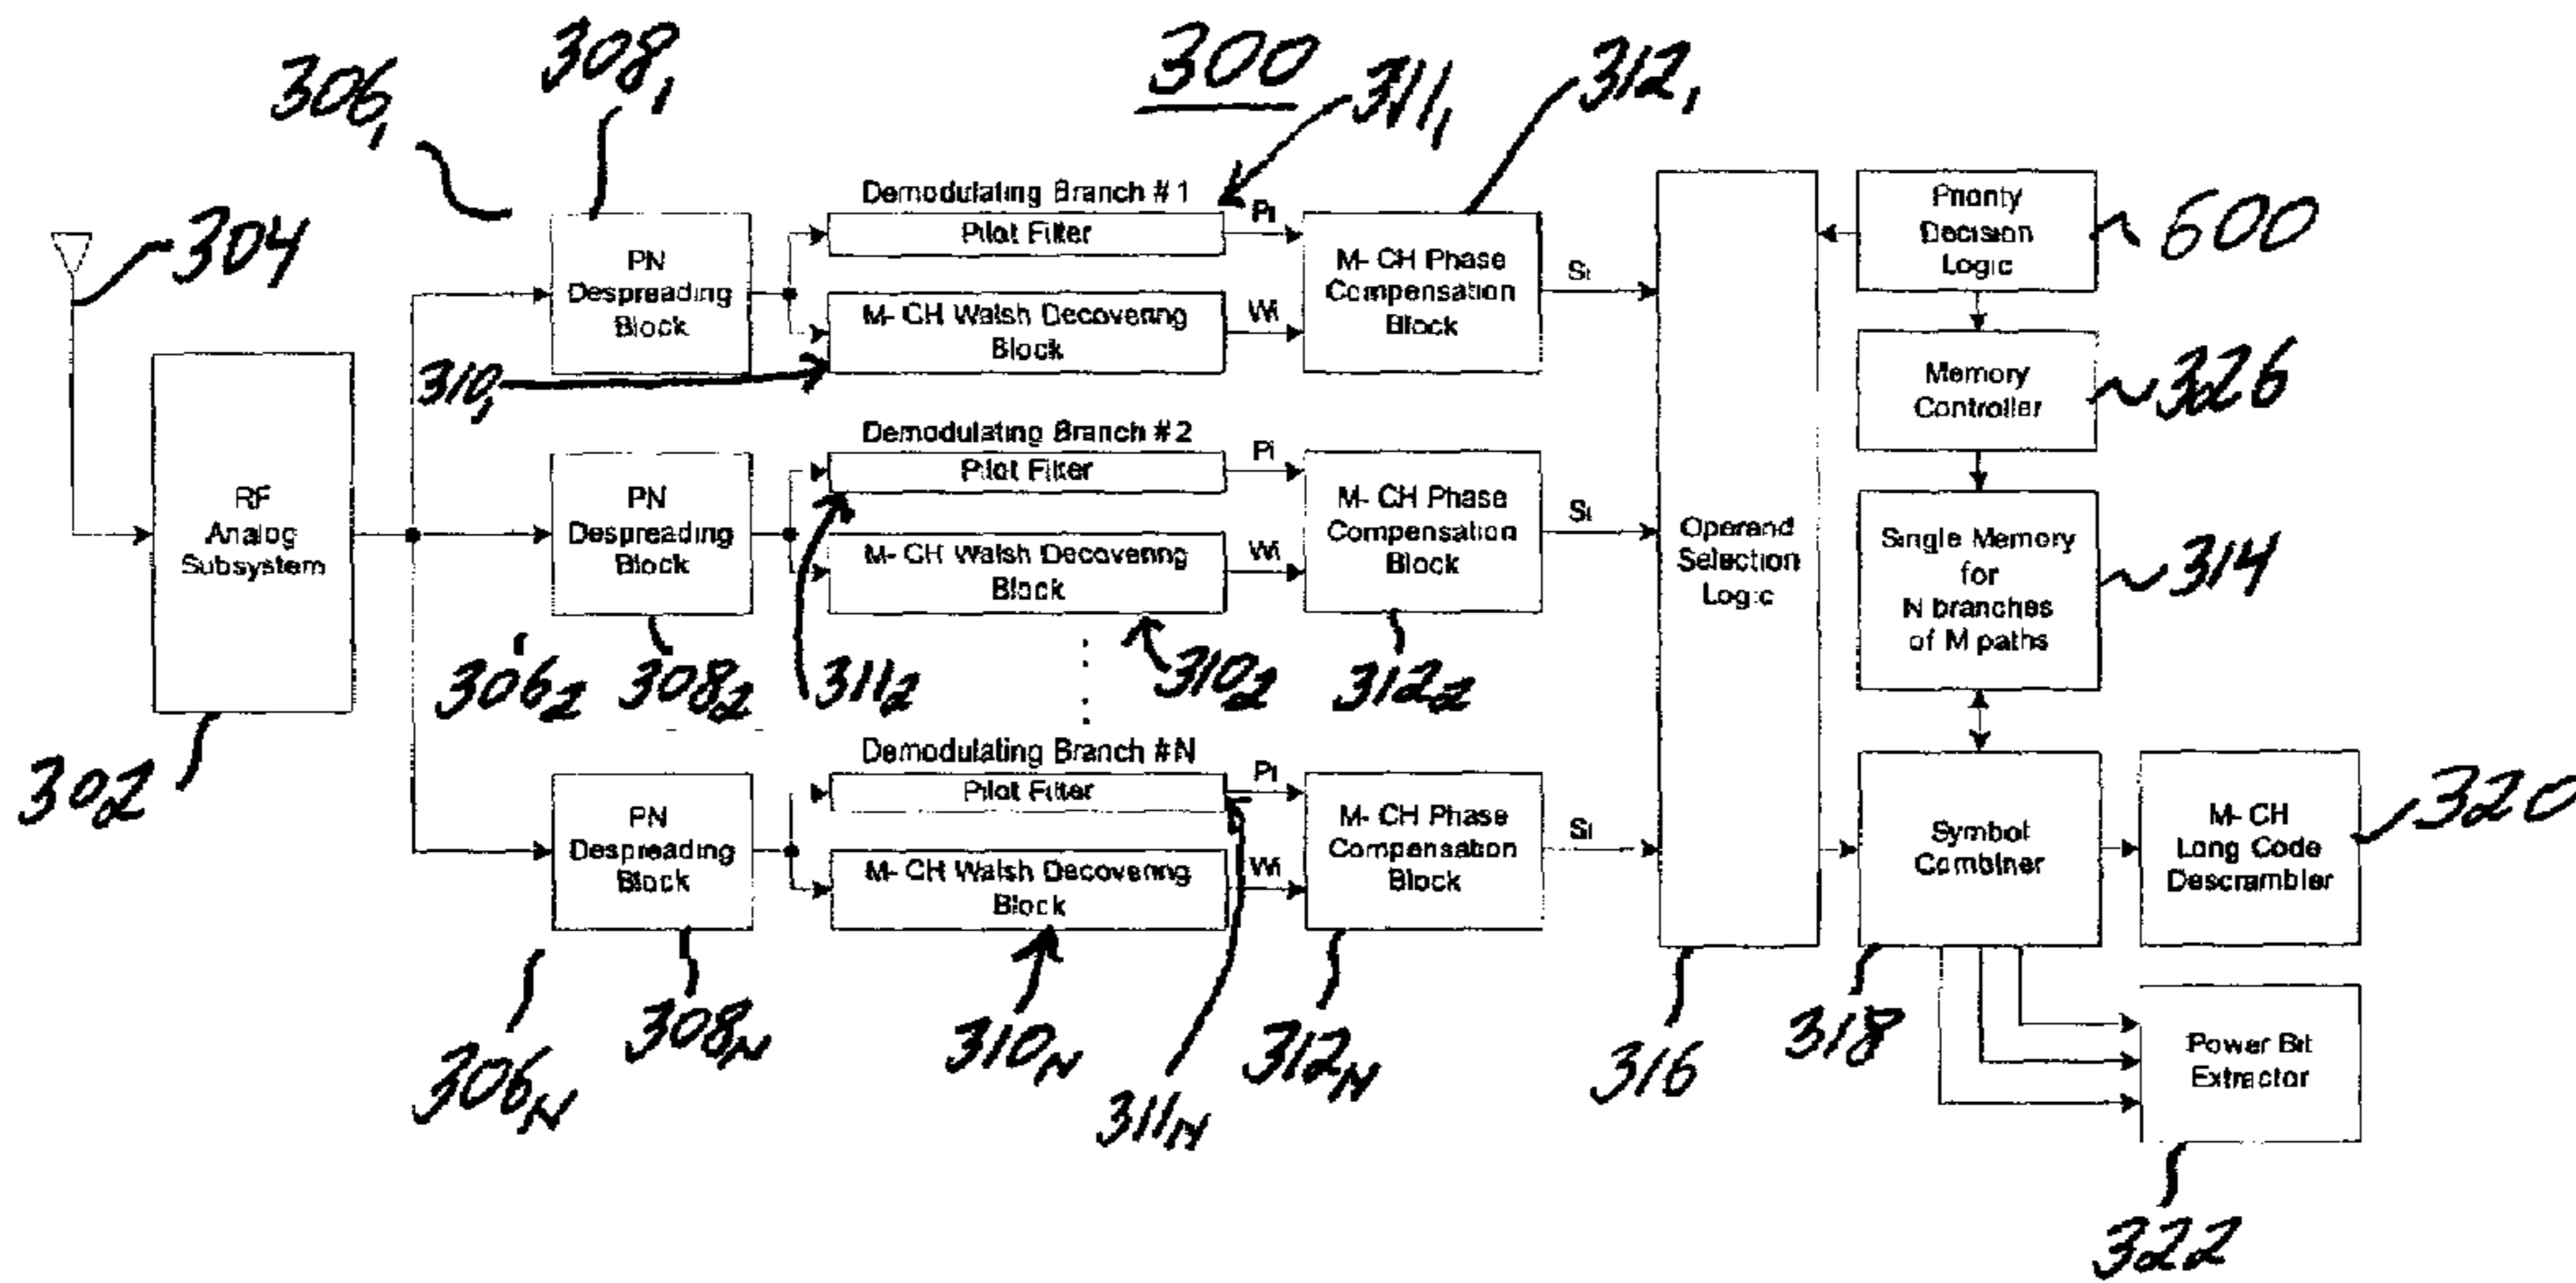 300
306₁
308₁
311₁
312₁
304
Demodulating Branch #1
Pilot Filter
Pi
PN
Despreading
Block
M-CH Walsh Decovering
Block
Wi
M-CH Phase
Compensation
Block
Si
310₁
Priority
Decision
Logic
600
Memory
Controller
326
RF
Analog
Subsystem
302
Demodulating Branch #2
Pilot Filter
Pi
PN
Despreading
Block
M-CH Walsh Decovering
Block
Wi
M-CH Phase
Compensation
Block
Si
306₂
308₂
311₂
310₂
312₂
Operand
Selection
Logic
Single Memory
for
N branches
of M paths
314
Demodulating Branch #N
Pilot Filter
Pi
PN
Despreading
Block
M-CH Walsh Decovering
Block
Wi
M-CH Phase
Compensation
Block
Si
Symbol
Combiner
M-CH
Long Code
Descrambler
320
306N
308N
310N
311N
312N
316
318
Power Bit
Extractor
322